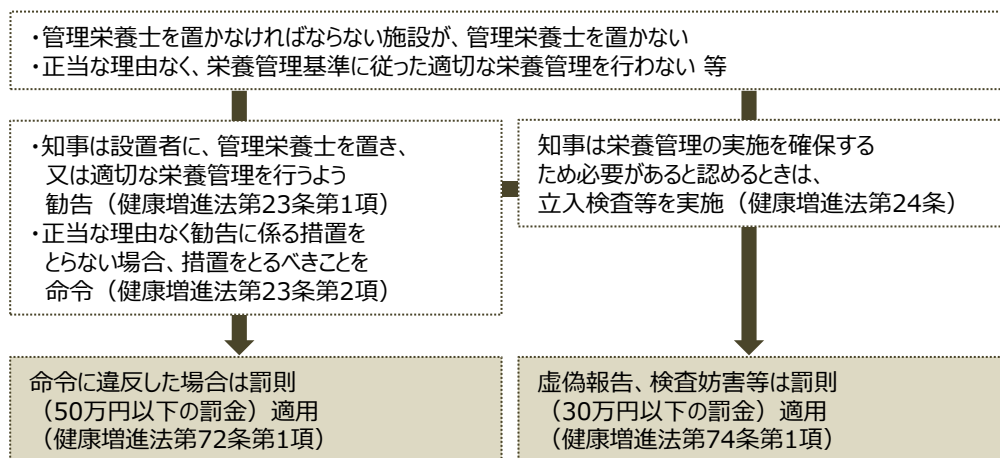 ・管理栄養士を置かなければならない施設が、管理栄養士を置かない
・正当な理由なく、栄養管理基準に従った適切な栄養管理を行わない 等
・知事は設置者に、管理栄養士を置き、
又は適切な栄養管理を行うよう
勧告（健康増進法第23条第1項）
・正当な理由なく勧告に係る措置を
とらない場合、措置をとるべきことを
命令（健康増進法第23条第2項）
知事は栄養管理の実施を確保する
ため必要があると認めるときは、
立入検査等を実施（健康増進法第24条）
命令に違反した場合は罰則
（50万円以下の罰金）適用
（健康増進法第72条第1項）
虚偽報告、検査妨害等は罰則
（30万円以下の罰金）適用
（健康増進法第74条第1項）